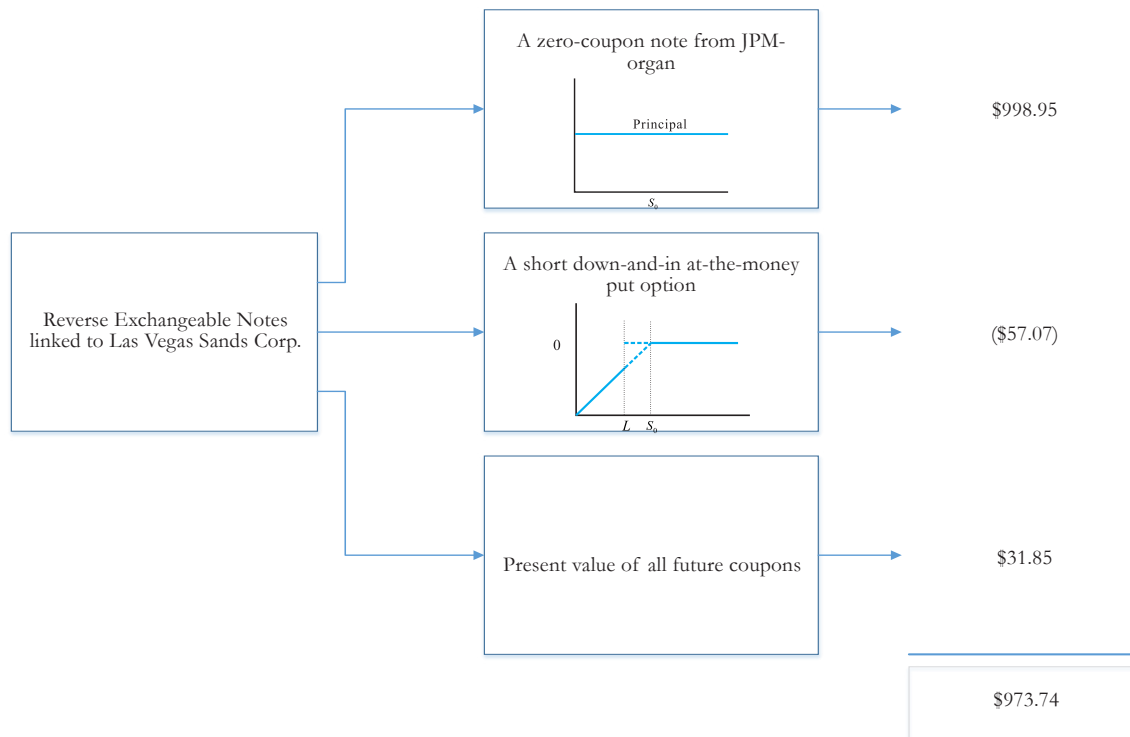 A zero-coupon note from JPM-
organ
Principal
S₀
$998.95
Reverse Exchangeable Notes
linked to Las Vegas Sands Corp.
A short down-and-in at-the-money
put option
0
L S₀
($57.07)
Present value of all future coupons
$31.85
$973.74